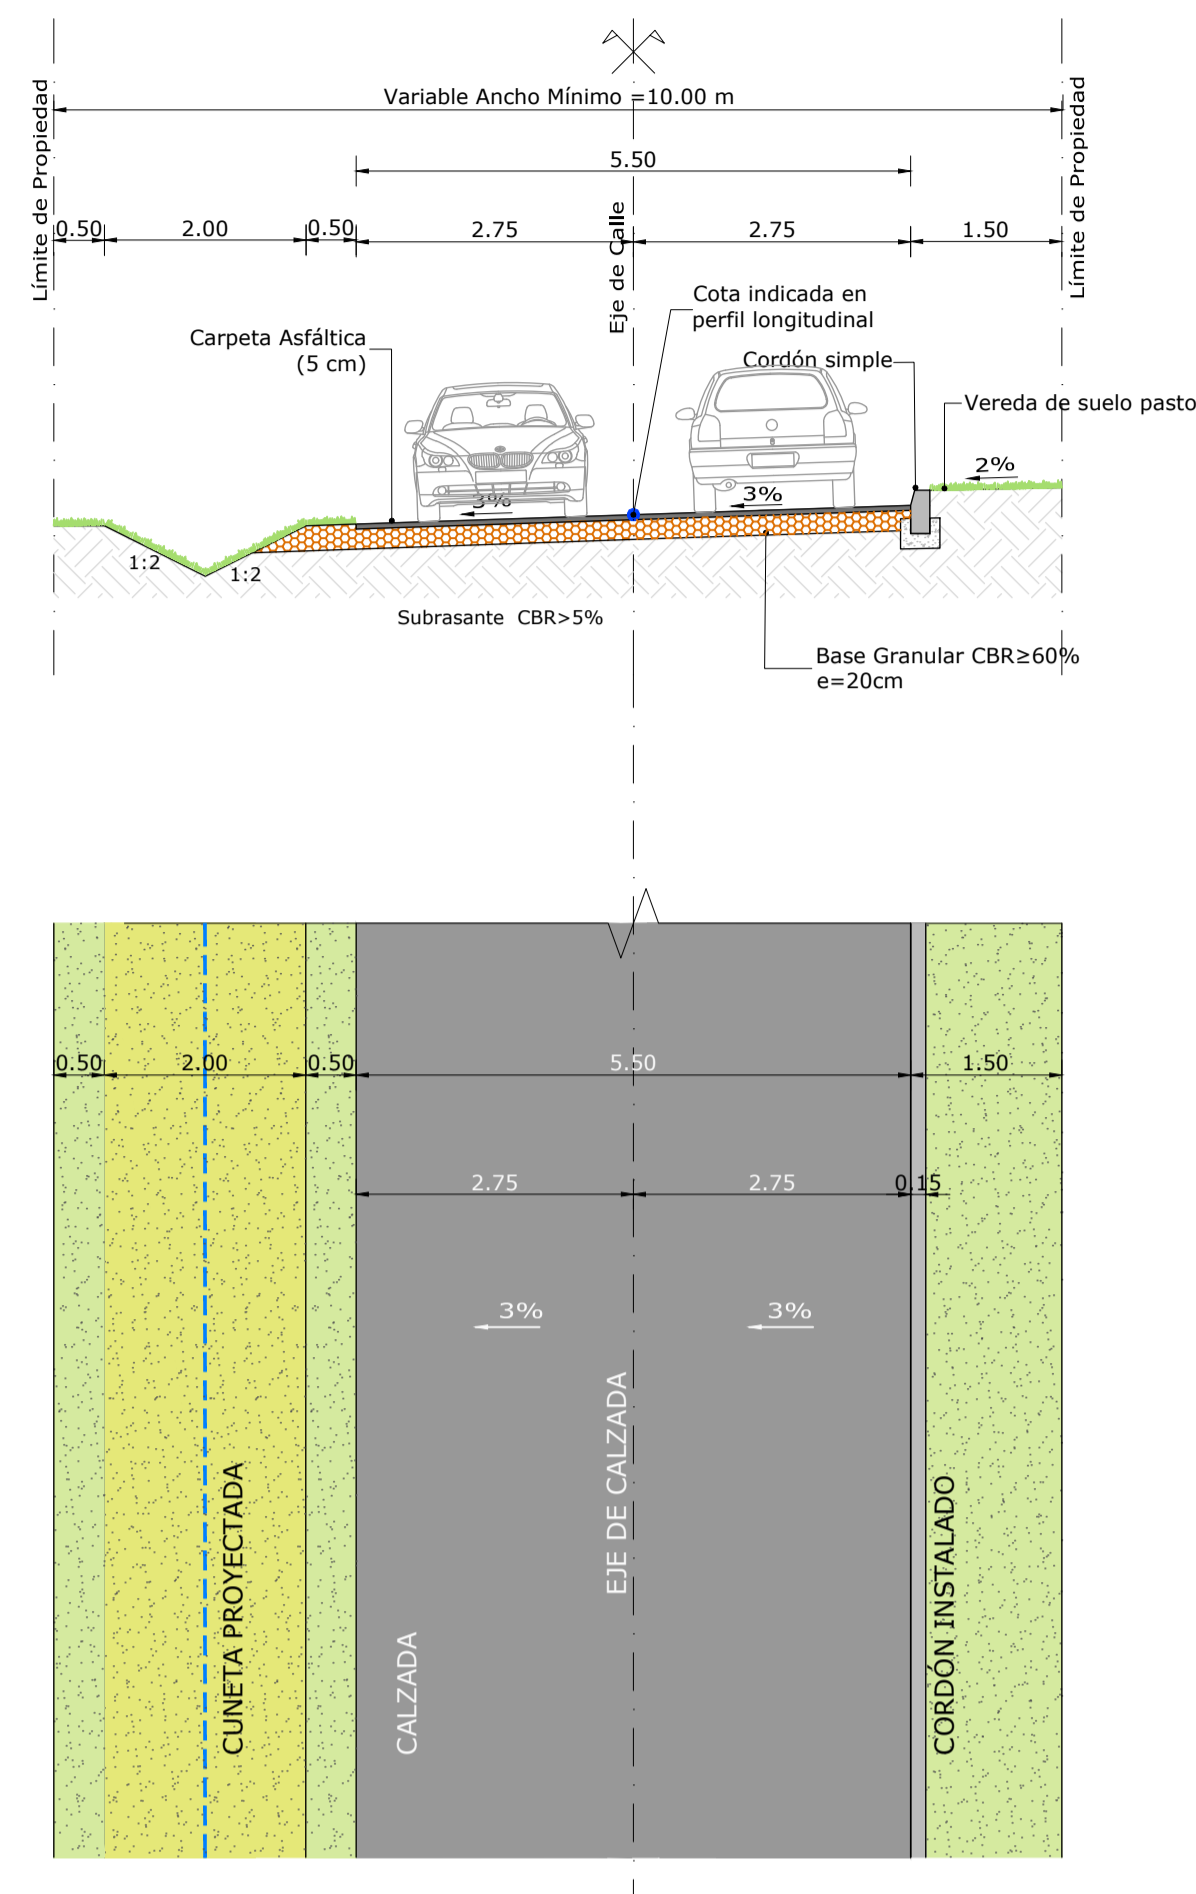 Variable Ancho Mínimo =10.00 m
Límite de Propiedad
Límite de Propiedad
5.50
0.50
2.00
0.50
2.75
2.75
1.50
Eje de Calle
Cota indicada en
perfil longitudinal
Carpeta Asfáltica
(5 cm)
Cordón simple
Vereda de suelo pasto
2%
3%
3%
1:2
1:2
Subrasante CBR>5%
Base Granular CBR≥60%
e=20cm
0.50
2.00
0.50
5.50
1.50
2.75
2.75
0.15
3%
3%
EJE DE CALZADA
CUNETA PROYECTADA
CALZADA
CORDÓN INSTALADO